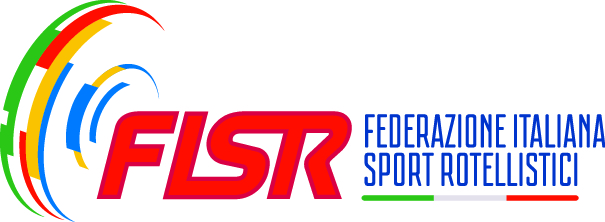 FISR
FEDERAZIONE ITALIANA
SPORT ROTELLISTICI